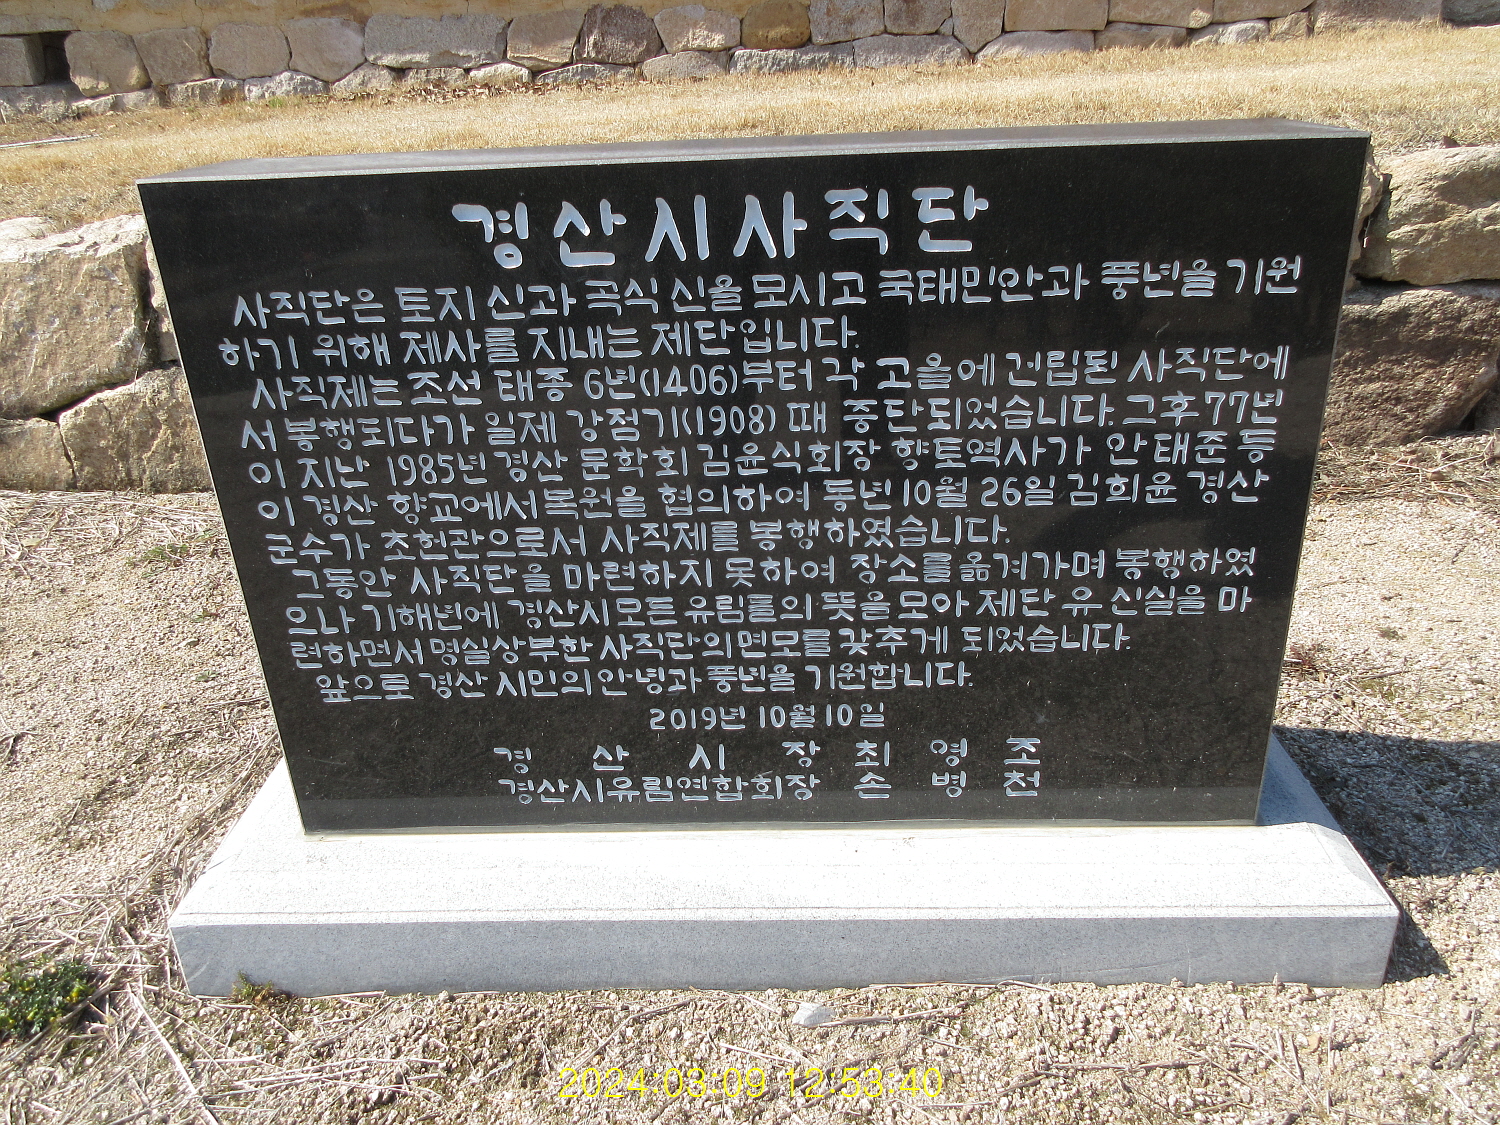 경산시사직단
사직단은 토지 신과 곡식 신을 모시고 국태민안과 풍년을 기원
하기 위해 제사를 지내는 제단입니다.
사직제는 조선 태종 6년(1406)부터 각 고을에 건립된 사직단에
서 봉행되다가 일제 강점기(1908) 때 중단되었습니다. 그후 77년
이 지난 1985년 경산 문학회 김윤식회장 향토역사가 안태준 등
이 경산 향교에서 복원을 협의하여 동년 10월 26일 김희윤 경산
군수가 초헌관으로서 사직제를 봉행하였습니다.
그동안 사직단을 마련하지 못하여 장소를 옮겨가며 봉행하였
으나 기해년에 경산시 모든 유림들의 뜻을 모아 제단 유 신실을 마
련하면서 명실상부한 사직단의 면모를 갖추게 되었습니다.
앞으로 경산 시민의 안녕과 풍년을 기원합니다.
2019년 10월 10일
경 산 시 장 최 영 조
경산시유림연합회장 손 병 천
2024:03:09 12:53:40